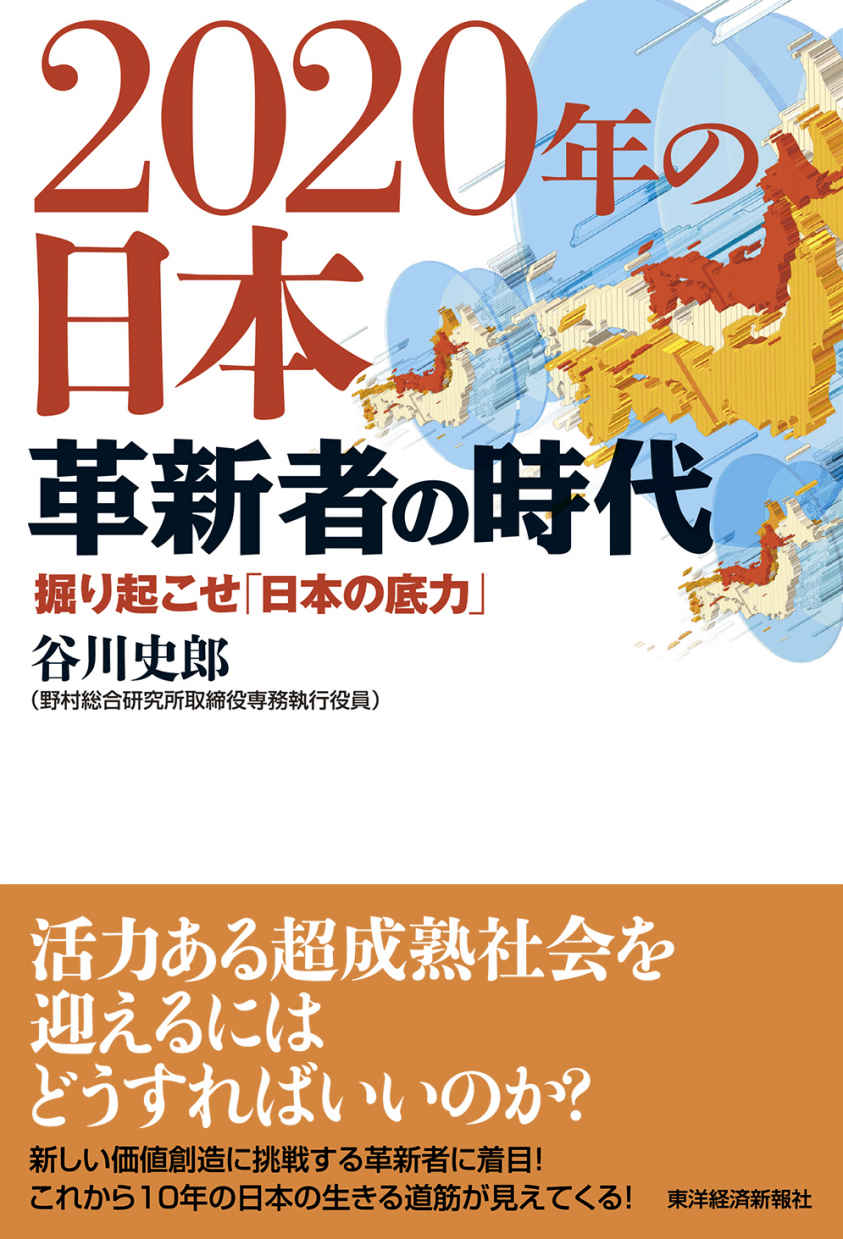 2020年の
日本
革新者の時代
掘り起こせ「日本の底力」
谷川史郎
（野村総合研究所取締役専務執行役員）
活力ある超成熟社会を
迎えるには
どうすればいいのか？
新しい価値創造に挑戦する革新者に着目！
これから10年の日本の生きる道筋が見えてくる！
東洋経済新報社